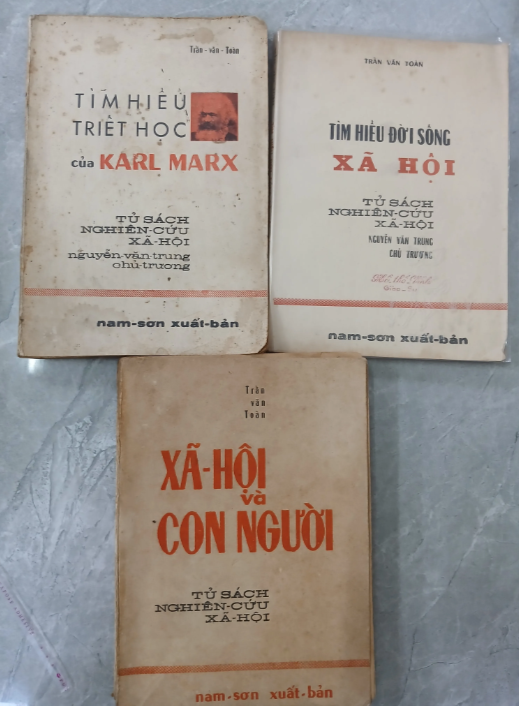 Trần - văn - Toàn
TÌM HIỂU
TRIẾT HỌC
của KARL MARX
TỦ SÁCH
NGHIÊN-CỨU
XÃ-HỘI
nguyễn-văn-trung
chủ-trương
nam-sơn xuất-bản
TRẦN VĂN TOÀN
TÌM HIỂU ĐỜI SỐNG
XÃ HỘI
TỦ SÁCH
NGHIÊN-CỨU
XÃ-HỘI
NGUYỄN VĂN TRUNG
CHỦ TRƯƠNG
nam-sơn xuất-bản
Trần
văn
Toàn
XÃ-HỘI
và
CON NGƯỜI
TỦ SÁCH
NGHIÊN-CỨU
XÃ-HỘI
nam-sơn xuất-bản